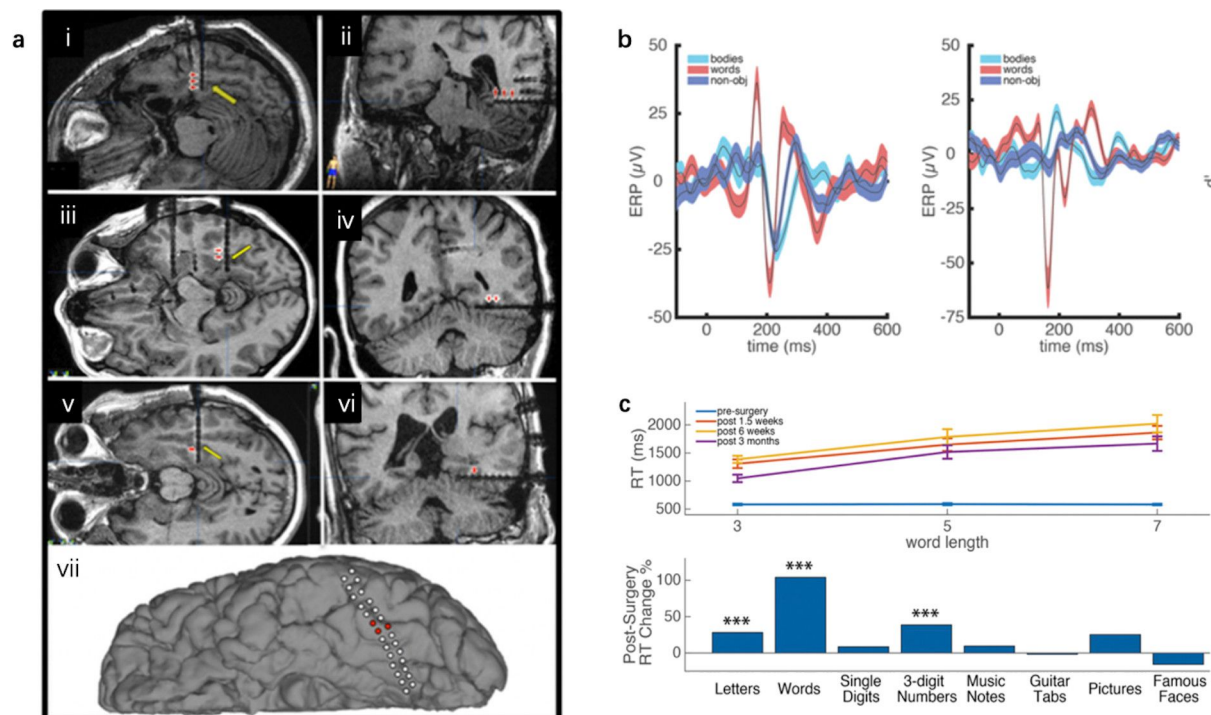 a
i
ii
iii
iv
v
vi
vii
b
50
25
0
-25
-50
ERP (µV)
bodies
words
non-obj
0
200
400
600
time (ms)
50
25
0
-25
-50
-75
ERP (µV)
bodies
words
non-obj
0
200
400
600
time (ms)
c
pre-surgery
post 1.5 weeks
post 6 weeks
post 3 months
2000
1500
1000
500
RT (ms)
3
5
7
word length
Post-Surgery
RT Change %
100
50
0
***
***
***
Letters
Words
Single
Digits
3-digit
Numbers
Music
Notes
Guitar
Tabs
Pictures
Famous
Faces